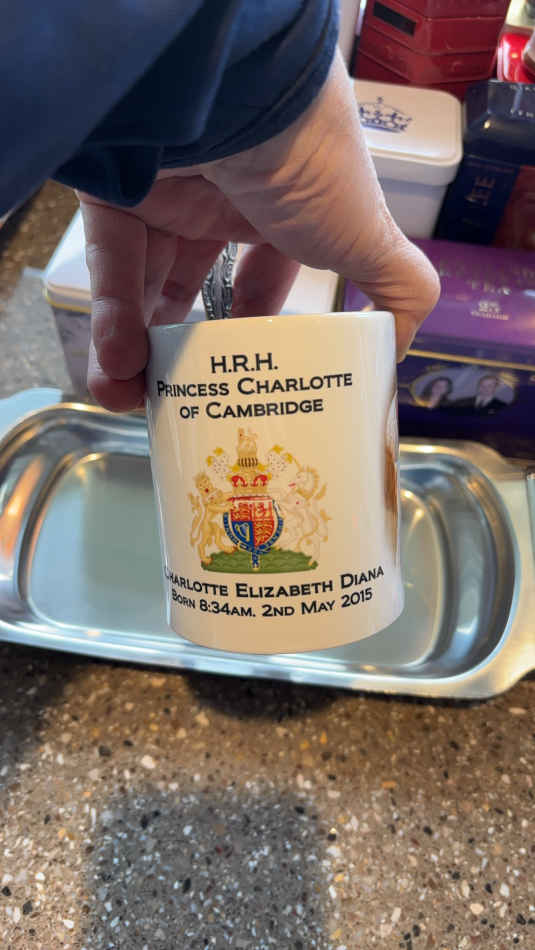 H.R.H.
Princess Charlotte
of Cambridge
Charlotte Elizabeth Diana
Born 8:34am. 2nd May 2015